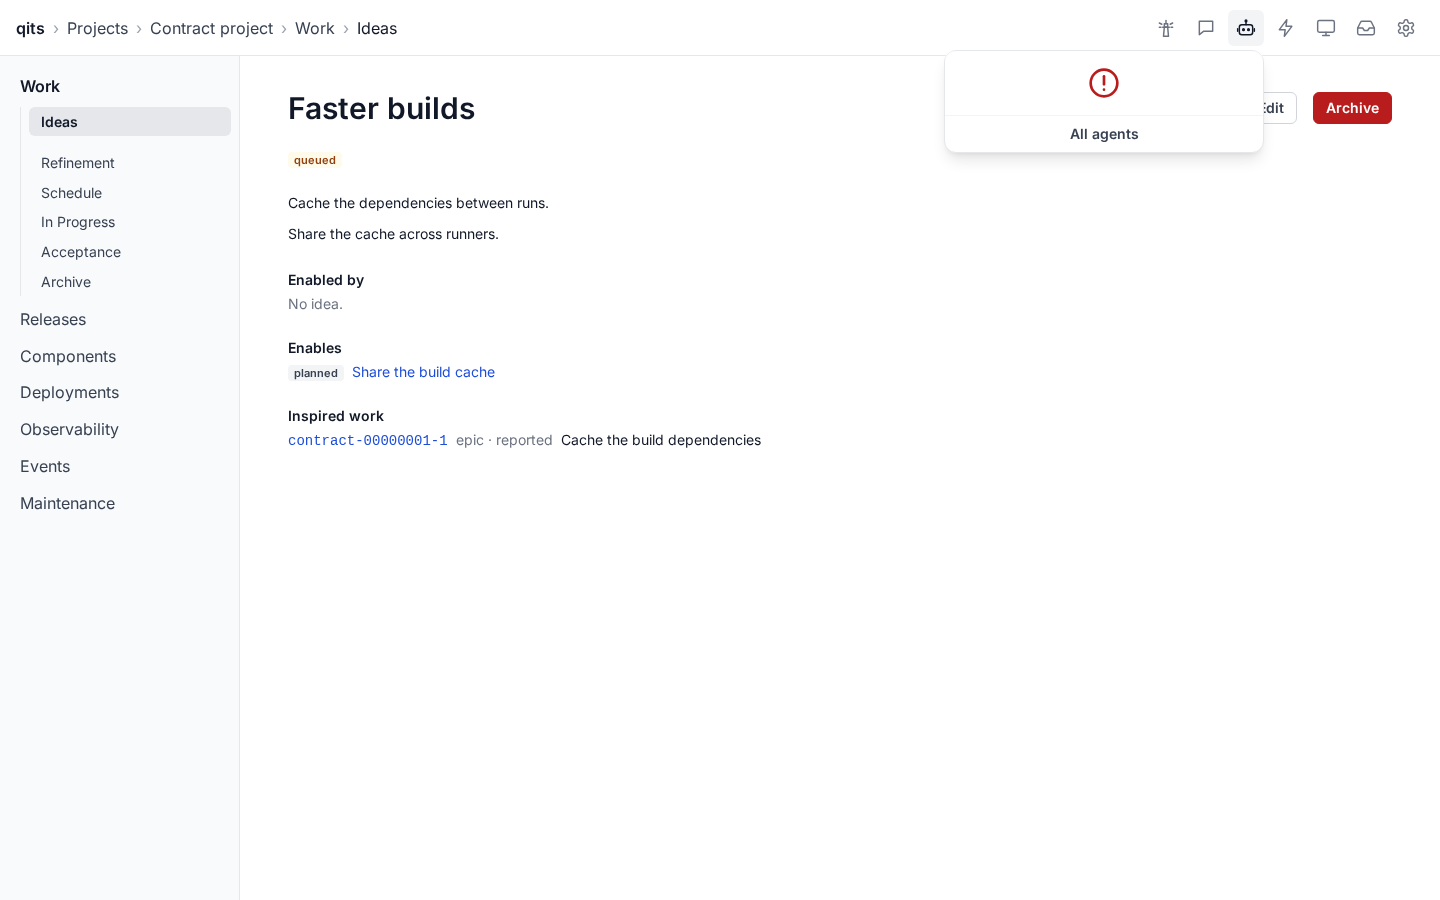 qits › Projects › Contract project › Work › Ideas
Work
Ideas
Refinement
Schedule
In Progress
Acceptance
Archive
Releases
Components
Deployments
Observability
Events
Maintenance
Faster builds
Edit
Archive
All agents
queued
Cache the dependencies between runs.
Share the cache across runners.
Enabled by
No idea.
Enables
planned Share the build cache
Inspired work
contract-00000001-1 epic · reported Cache the build dependencies